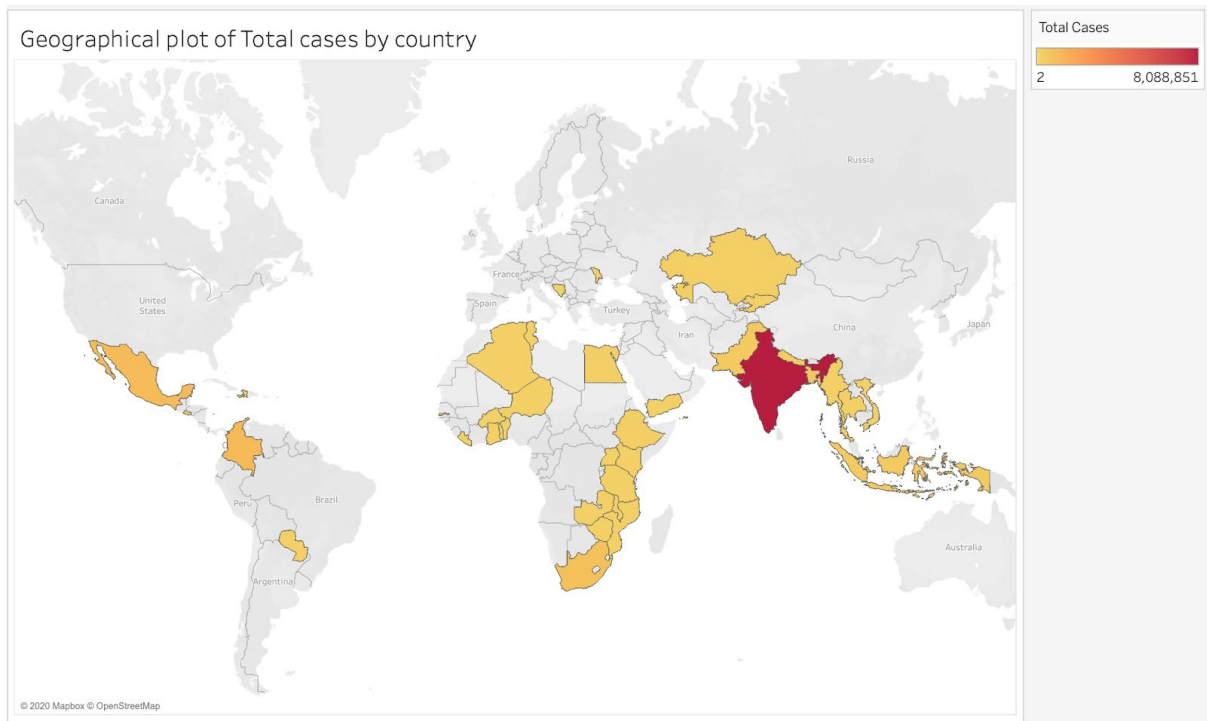 Geographical plot of Total cases by country
Total Cases
2 8,088,851
Russia
Canada
France
United
States
Spain
Turkey
Iran
China
Japan
Peru
Brazil
Australia
Argentina
© 2020 Mapbox © OpenStreetMap